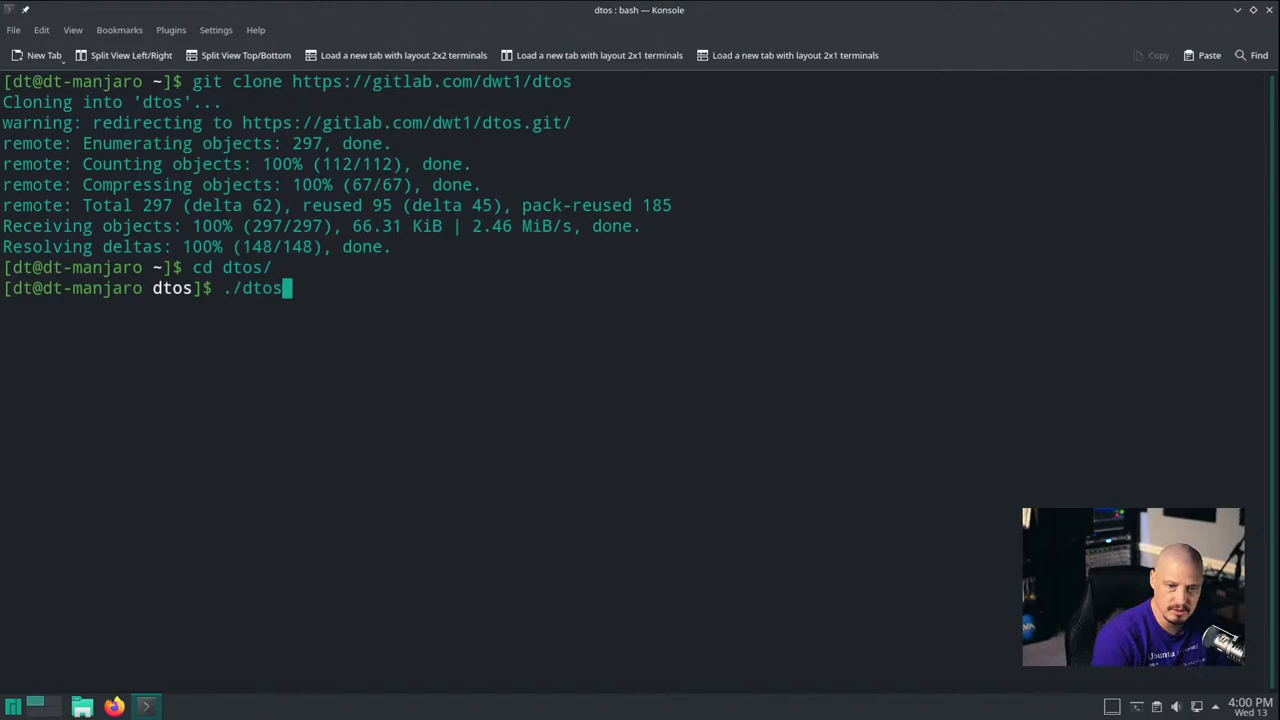 dtos : bash — Konsole
File Edit View Bookmarks Plugins Settings Help
New Tab Split View Left/Right Split View Top/Bottom Load a new tab with layout 2x2 terminals Load a new tab with layout 2x1 terminals Load a new tab with layout 2x1 terminals Copy Paste Find
[dt@dt-manjaro ~]$ git clone https://gitlab.com/dwt1/dtos
Cloning into 'dtos'...
warning: redirecting to https://gitlab.com/dwt1/dtos.git/
remote: Enumerating objects: 297, done.
remote: Counting objects: 100% (112/112), done.
remote: Compressing objects: 100% (67/67), done.
remote: Total 297 (delta 62), reused 95 (delta 45), pack-reused 185
Receiving objects: 100% (297/297), 66.31 KiB | 2.46 MiB/s, done.
Resolving deltas: 100% (148/148), done.
[dt@dt-manjaro ~]$ cd dtos/
[dt@dt-manjaro dtos]$ ./dtos
Ubuntu
4:00 PM
Wed 13